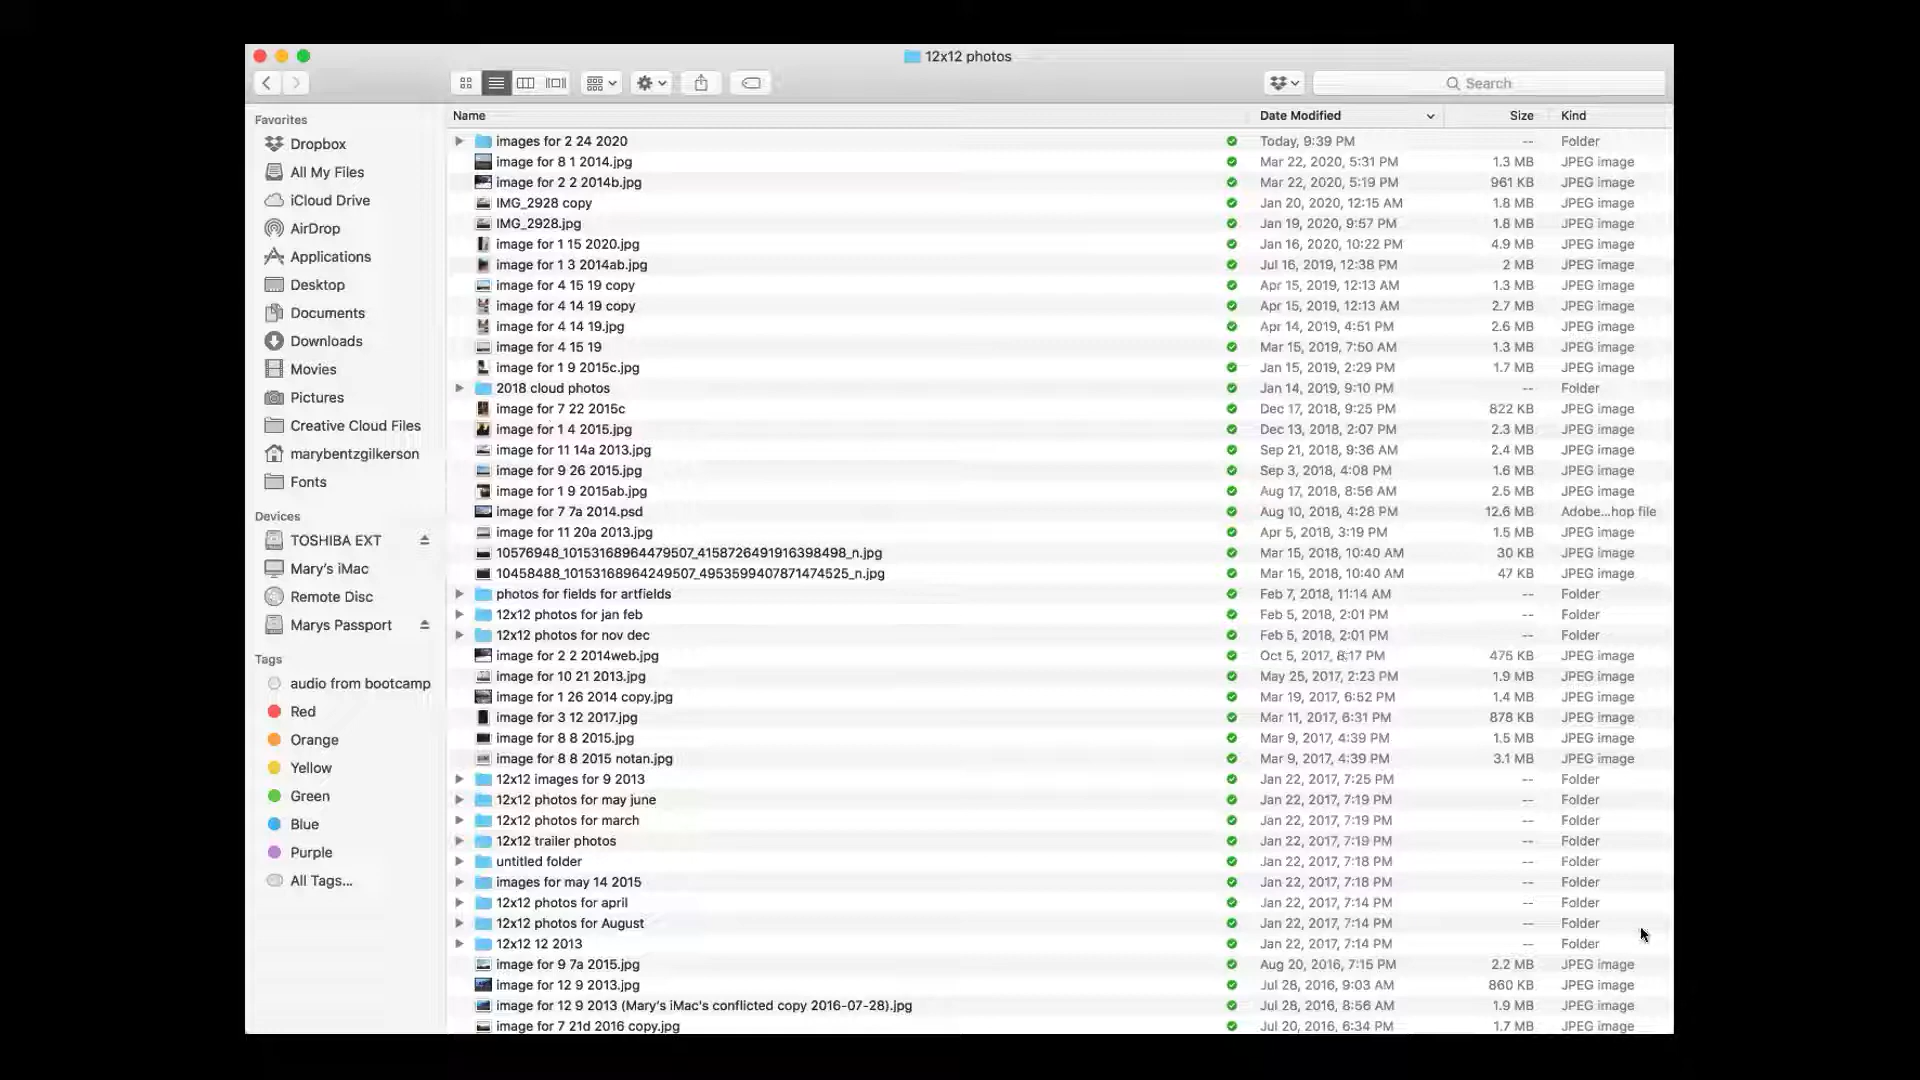 12x12 photos
Search
Favorites
Dropbox
All My Files
iCloud Drive
AirDrop
Applications
Desktop
Documents
Downloads
Movies
Pictures
Creative Cloud Files
marybentzgilkerson
Fonts
Devices
TOSHIBA EXT
Mary's iMac
Remote Disc
Marys Passport
Tags
audio from bootcamp
Red
Orange
Yellow
Green
Blue
Purple
All Tags...
Name Date Modified Size Kind
images for 2 24 2020 Today, 9:39 PM -- Folder
image for 8 1 2014.jpg Mar 22, 2020, 5:31 PM 1.3 MB JPEG image
image for 2 2 2014b.jpg Mar 22, 2020, 5:19 PM 961 KB JPEG image
IMG_2928 copy Jan 20, 2020, 12:15 AM 1.8 MB JPEG image
IMG_2928.jpg Jan 19, 2020, 9:57 PM 1.8 MB JPEG image
image for 1 15 2020.jpg Jan 16, 2020, 10:22 PM 4.9 MB JPEG image
image for 1 3 2014ab.jpg Jul 16, 2019, 12:38 PM 2 MB JPEG image
image for 4 15 19 copy Apr 15, 2019, 12:13 AM 1.3 MB JPEG image
image for 4 14 19 copy Apr 15, 2019, 12:13 AM 2.7 MB JPEG image
image for 4 14 19.jpg Apr 14, 2019, 4:51 PM 2.6 MB JPEG image
image for 4 15 19 Mar 15, 2019, 7:50 AM 1.3 MB JPEG image
image for 1 9 2015c.jpg Jan 15, 2019, 2:29 PM 1.7 MB JPEG image
2018 cloud photos Jan 14, 2019, 9:10 PM -- Folder
image for 7 22 2015c Dec 17, 2018, 9:25 PM 822 KB JPEG image
image for 1 4 2015.jpg Dec 13, 2018, 2:07 PM 2.3 MB JPEG image
image for 11 14a 2013.jpg Sep 21, 2018, 9:36 AM 2.4 MB JPEG image
image for 9 26 2015.jpg Sep 3, 2018, 4:08 PM 1.6 MB JPEG image
image for 1 9 2015ab.jpg Aug 17, 2018, 8:56 AM 2.5 MB JPEG image
image for 7 7a 2014.psd Aug 10, 2018, 4:28 PM 12.6 MB Adobe...hop file
image for 11 20a 2013.jpg Apr 5, 2018, 3:19 PM 1.5 MB JPEG image
10576948_10153168964479507_4158726491916398498_n.jpg Mar 15, 2018, 10:40 AM 30 KB JPEG image
10458488_10153168964249507_4953599407871474525_n.jpg Mar 15, 2018, 10:40 AM 47 KB JPEG image
photos for fields for artfields Feb 7, 2018, 11:14 AM -- Folder
12x12 photos for jan feb Feb 5, 2018, 2:01 PM -- Folder
12x12 photos for nov dec Feb 5, 2018, 2:01 PM -- Folder
image for 2 2 2014web.jpg Oct 5, 2017, 8:17 PM 475 KB JPEG image
image for 10 21 2013.jpg May 25, 2017, 2:23 PM 1.9 MB JPEG image
image for 1 26 2014 copy.jpg Mar 19, 2017, 6:52 PM 1.4 MB JPEG image
image for 3 12 2017.jpg Mar 11, 2017, 6:31 PM 878 KB JPEG image
image for 8 8 2015.jpg Mar 9, 2017, 4:39 PM 1.5 MB JPEG image
image for 8 8 2015 notan.jpg Mar 9, 2017, 4:39 PM 3.1 MB JPEG image
12x12 images for 9 2013 Jan 22, 2017, 7:25 PM -- Folder
12x12 photos for may june Jan 22, 2017, 7:19 PM -- Folder
12x12 photos for march Jan 22, 2017, 7:19 PM -- Folder
12x12 trailer photos Jan 22, 2017, 7:19 PM -- Folder
untitled folder Jan 22, 2017, 7:18 PM -- Folder
images for may 14 2015 Jan 22, 2017, 7:18 PM -- Folder
12x12 photos for april Jan 22, 2017, 7:14 PM -- Folder
12x12 photos for August Jan 22, 2017, 7:14 PM -- Folder
12x12 12 2013 Jan 22, 2017, 7:14 PM -- Folder
image for 9 7a 2015.jpg Aug 20, 2016, 7:15 PM 2.2 MB JPEG image
image for 12 9 2013.jpg Jul 28, 2016, 9:03 AM 860 KB JPEG image
image for 12 9 2013 (Mary's iMac's conflicted copy 2016-07-28).jpg Jul 28, 2016, 8:56 AM 1.9 MB JPEG image
image for 7 21d 2016 copy.jpg Jul 20, 2016, 6:34 PM 1.7 MB JPEG image